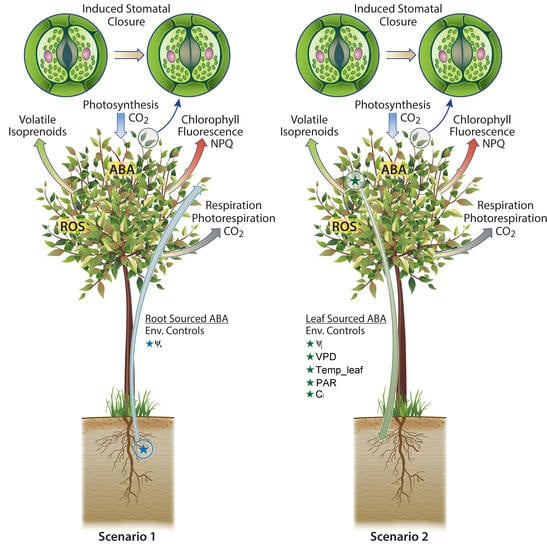 Induced Stomatal
Closure
Photosynthesis
CO₂
Volatile
Isoprenoids
Chlorophyll
Fluorescence
NPQ
ABA
ROS
Respiration
Photorespiration
CO₂
Root Sourced ABA
Env. Controls
★ Ψₛ
Scenario 1
Induced Stomatal
Closure
Photosynthesis
CO₂
Volatile
Isoprenoids
Chlorophyll
Fluorescence
NPQ
ABA
ROS
Respiration
Photorespiration
CO₂
Leaf Sourced ABA
Env. Controls
★ Ψₗ
★ VPD
★ Temp_leaf
★ PAR
★ Cᵢ
Scenario 2